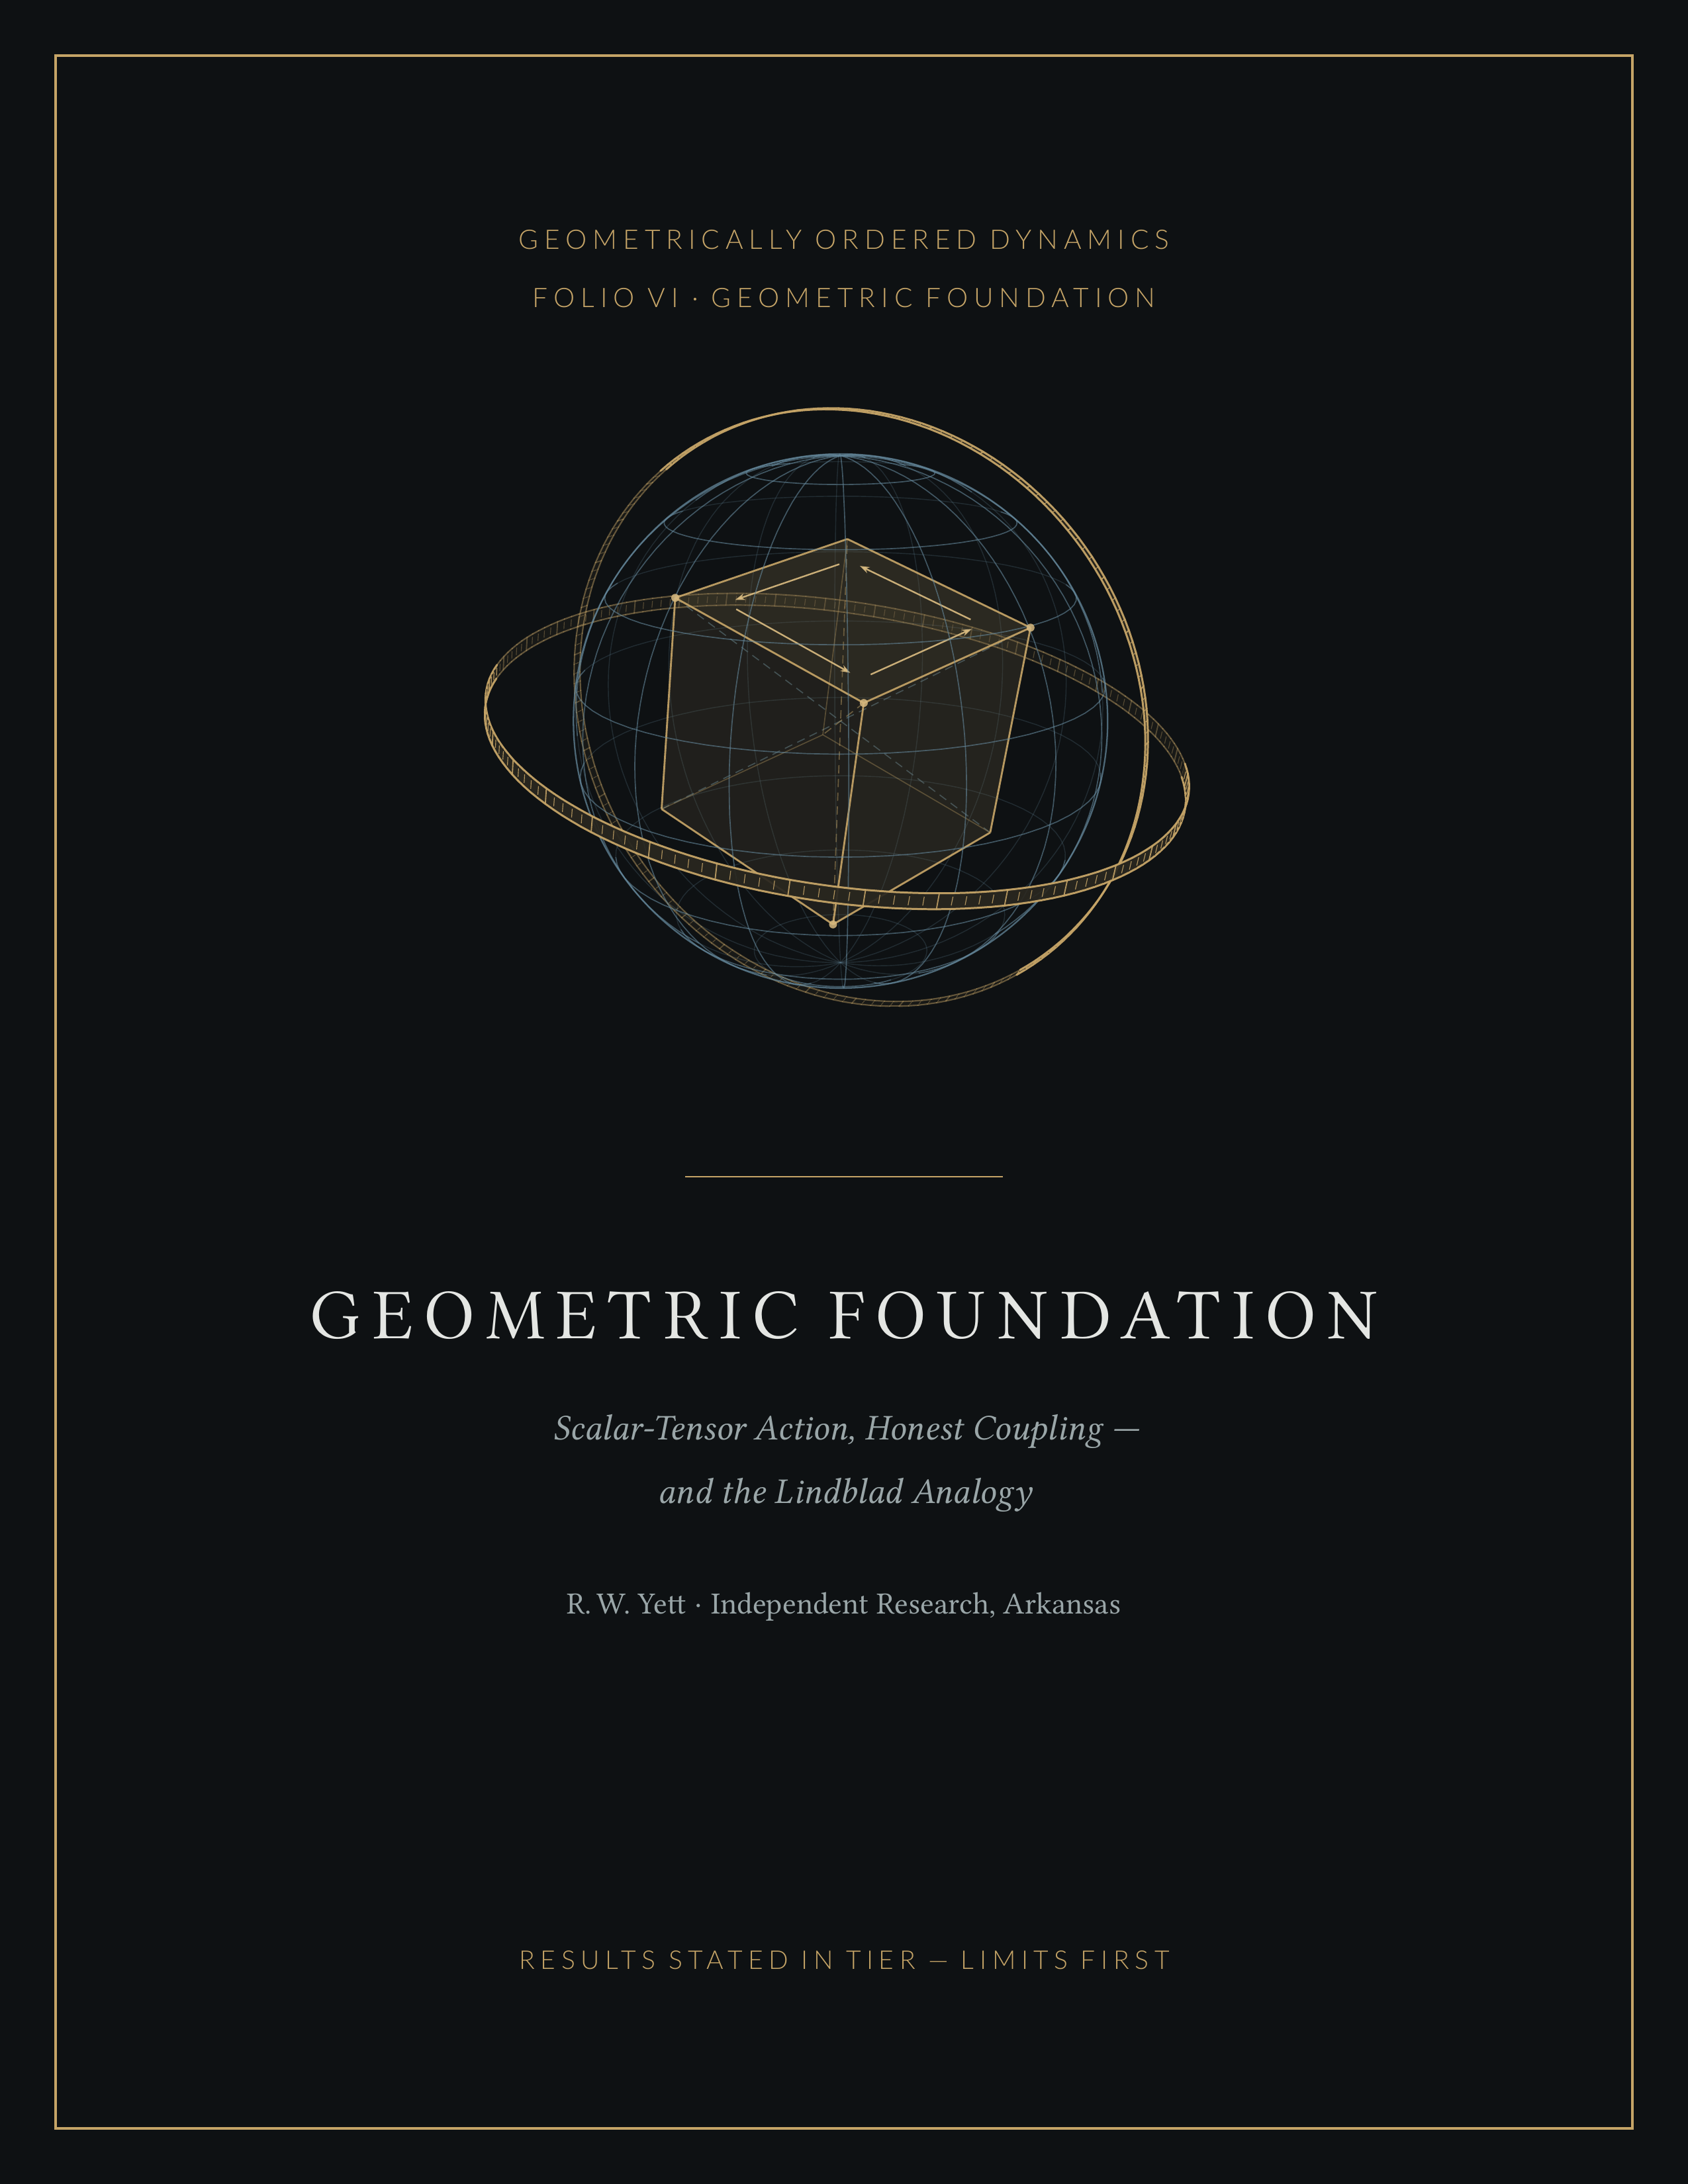 GEOMETRICALLY ORDERED DYNAMICS
FOLIO VI · GEOMETRIC FOUNDATION
GEOMETRIC FOUNDATION
Scalar-Tensor Action, Honest Coupling —
and the Lindblad Analogy
R. W. Yett · Independent Research, Arkansas
RESULTS STATED IN TIER — LIMITS FIRST